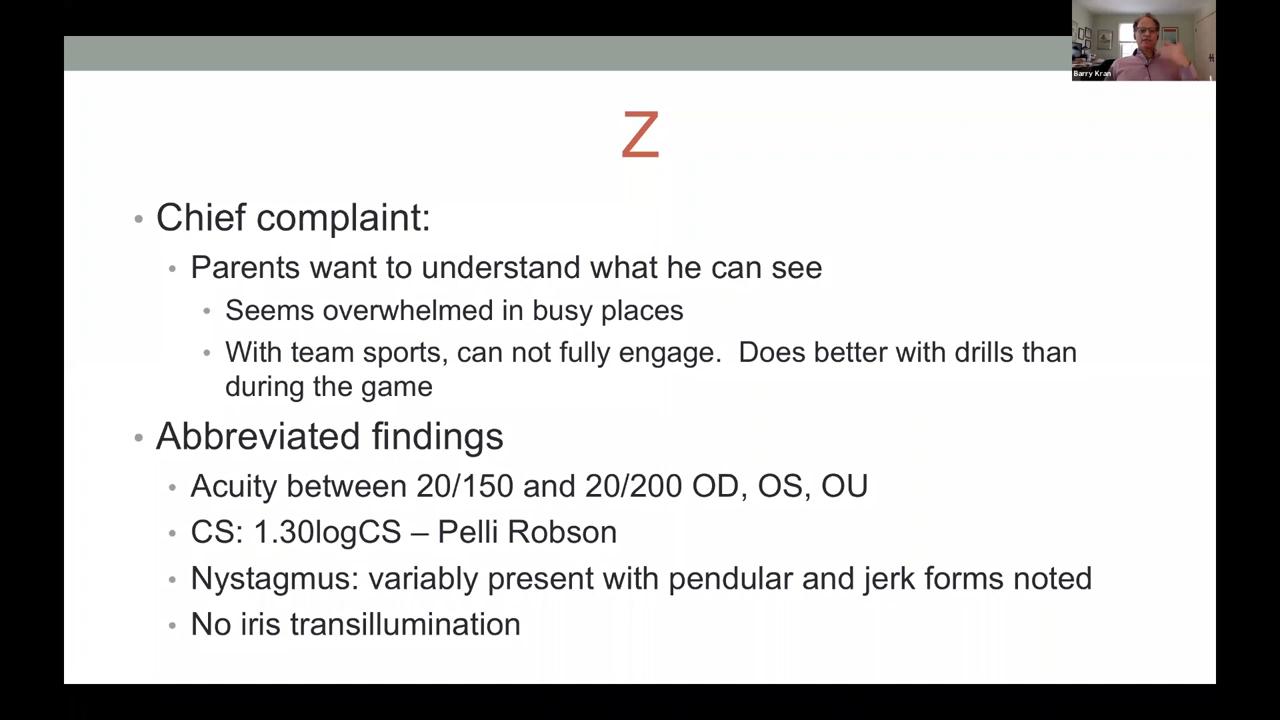 Barry Kran
Z
• Chief complaint:
• Parents want to understand what he can see
• Seems overwhelmed in busy places
• With team sports, can not fully engage.  Does better with drills than
during the game
• Abbreviated findings
• Acuity between 20/150 and 20/200 OD, OS, OU
• CS: 1.30logCS – Pelli Robson
• Nystagmus: variably present with pendular and jerk forms noted
• No iris transillumination